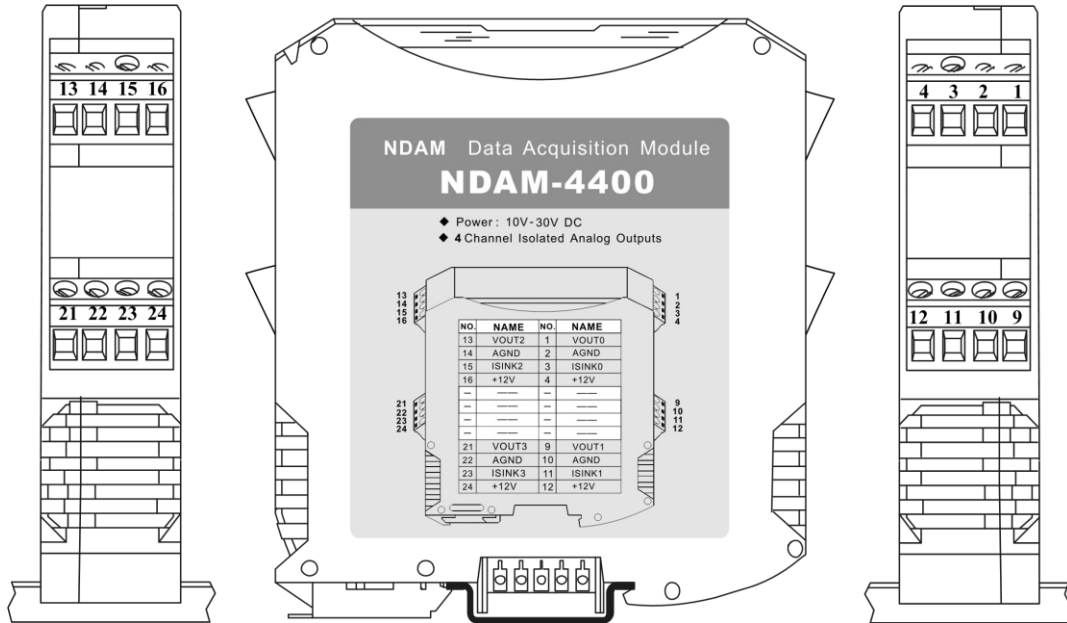 13 14 15 16
21 22 23 24
NDAM Data Acquisition Module
NDAM-4400
◆ Power: 10V-30V DC
◆ 4 Channel Isolated Analog Outputs
13
14
15
16
1
2
3
4
NO. NAME NO. NAME
13 VOUT2 1 VOUT0
14 AGND 2 AGND
15 ISINK2 3 ISINK0
16 +12V 4 +12V
— —— — ——
— —— — ——
— —— — ——
— —— — ——
21 VOUT3 9 VOUT1
22 AGND 10 AGND
23 ISINK3 11 ISINK1
24 +12V 12 +12V
21
22
23
24
9
10
11
12
4 3 2 1
12 11 10 9